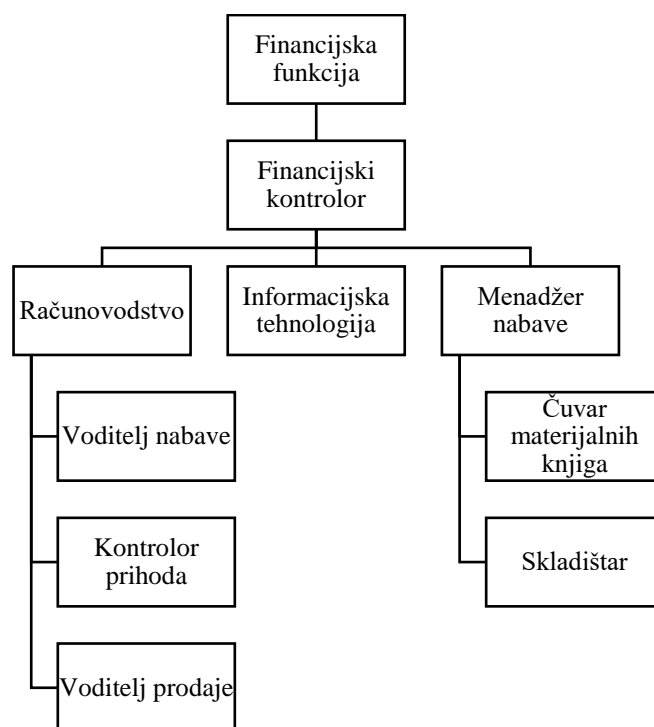 Financijska
funkcija
Financijski
kontrolor
Računovodstvo
Informacijska
tehnologija
Menadžer
nabave
Voditelj nabave
Kontrolor
prihoda
Voditelj prodaje
Čuvar
materijalnih
knjiga
Skladištar